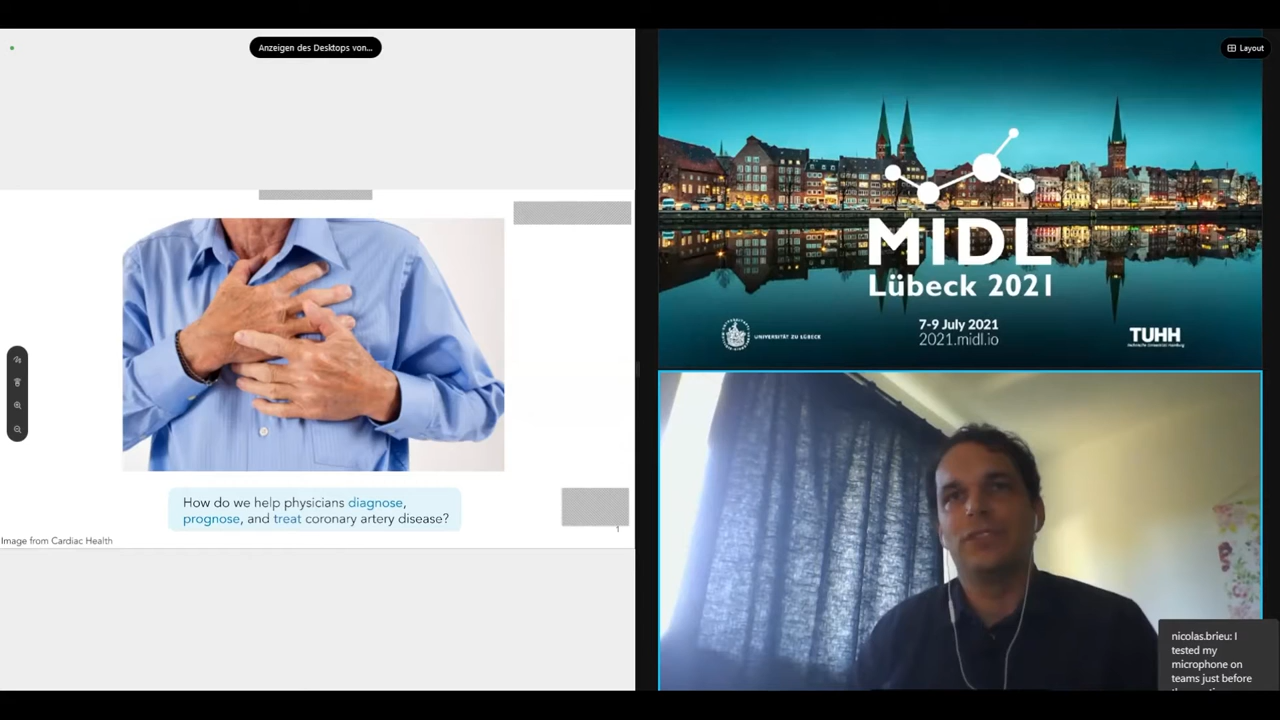 Anzeigen des Desktops von...
How do we help physicians diagnose,
prognose, and treat coronary artery disease?
1
Image from Cardiac Health
Layout
MIDL
Lübeck 2021
7-9 July 2021
2021.midl.io
UNIVERSITÄT ZU LÜBECK
TUHH
nicolas.brieu: I
tested my
microphone on
teams just before